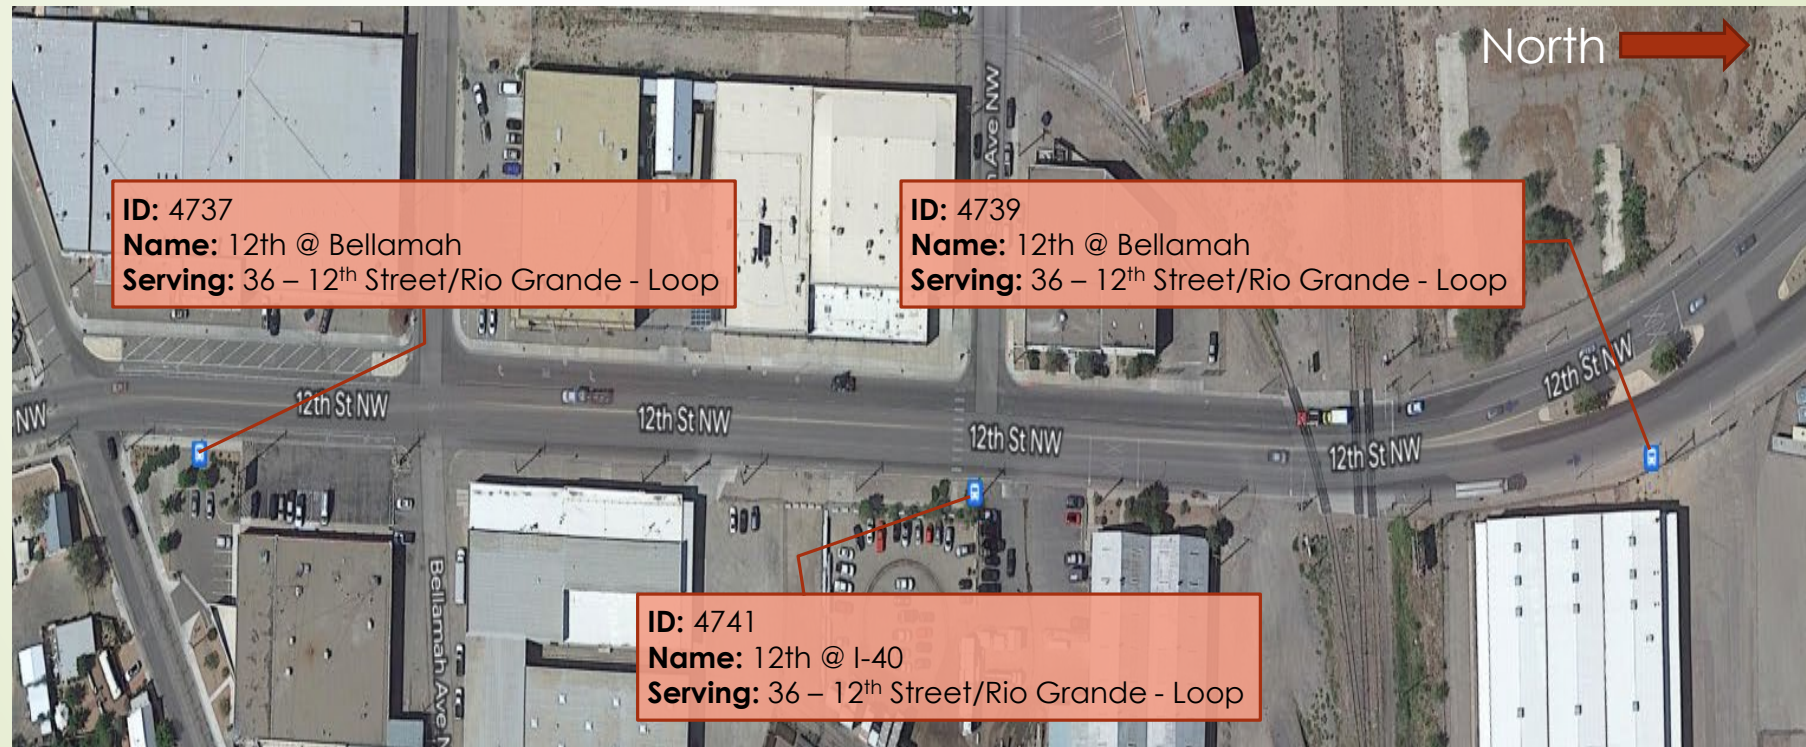 North
ID: 4737
Name: 12th @ Bellamah
Serving: 36 – 12th Street/Rio Grande - Loop
ID: 4739
Name: 12th @ Bellamah
Serving: 36 – 12th Street/Rio Grande - Loop
Ave NW
12th St NW
NW
12th St NW
12th St NW
12th St NW
12th St NW
Bellamah Ave N
ID: 4741
Name: 12th @ I-40
Serving: 36 – 12th Street/Rio Grande - Loop